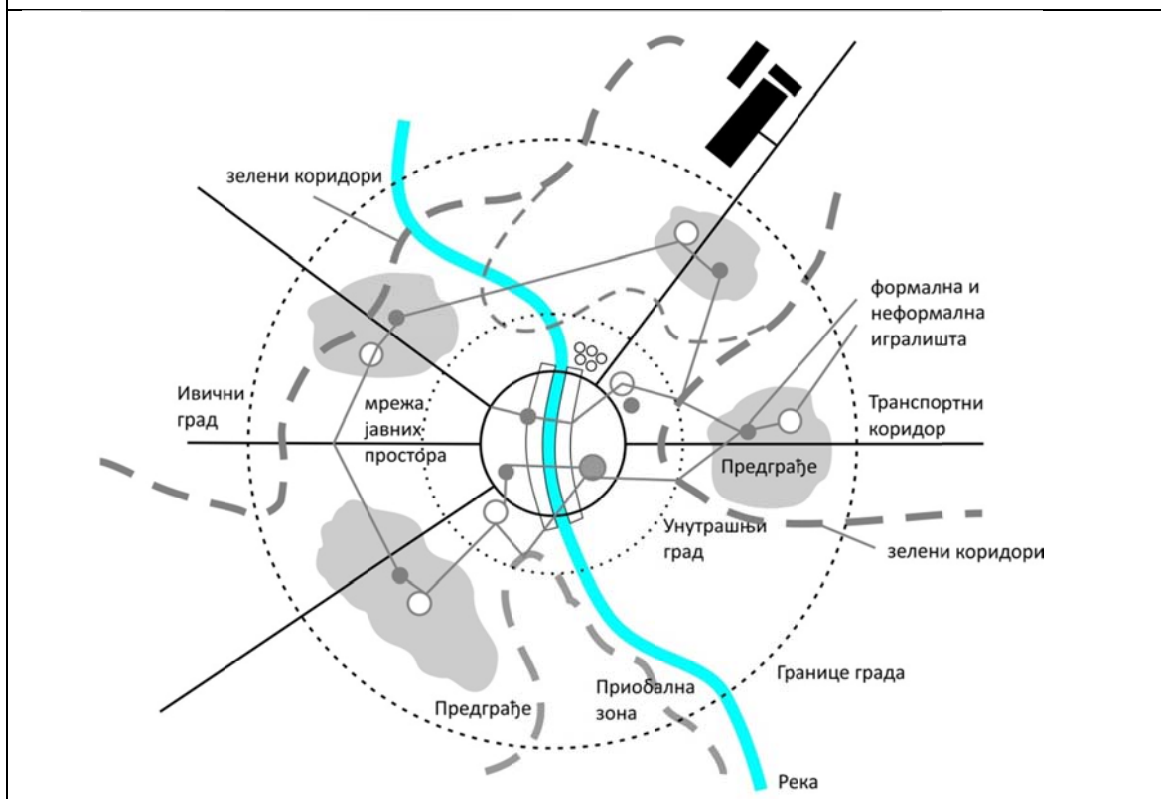 зелени коридори
формална и
неформална
игралишта
Ивични
град
мрежа
јавних
простора
Транспортни
коридор
Предграђе
Унутрашњи
град
зелени коридори
Границе града
Приобална
зона
Предграђе
Река